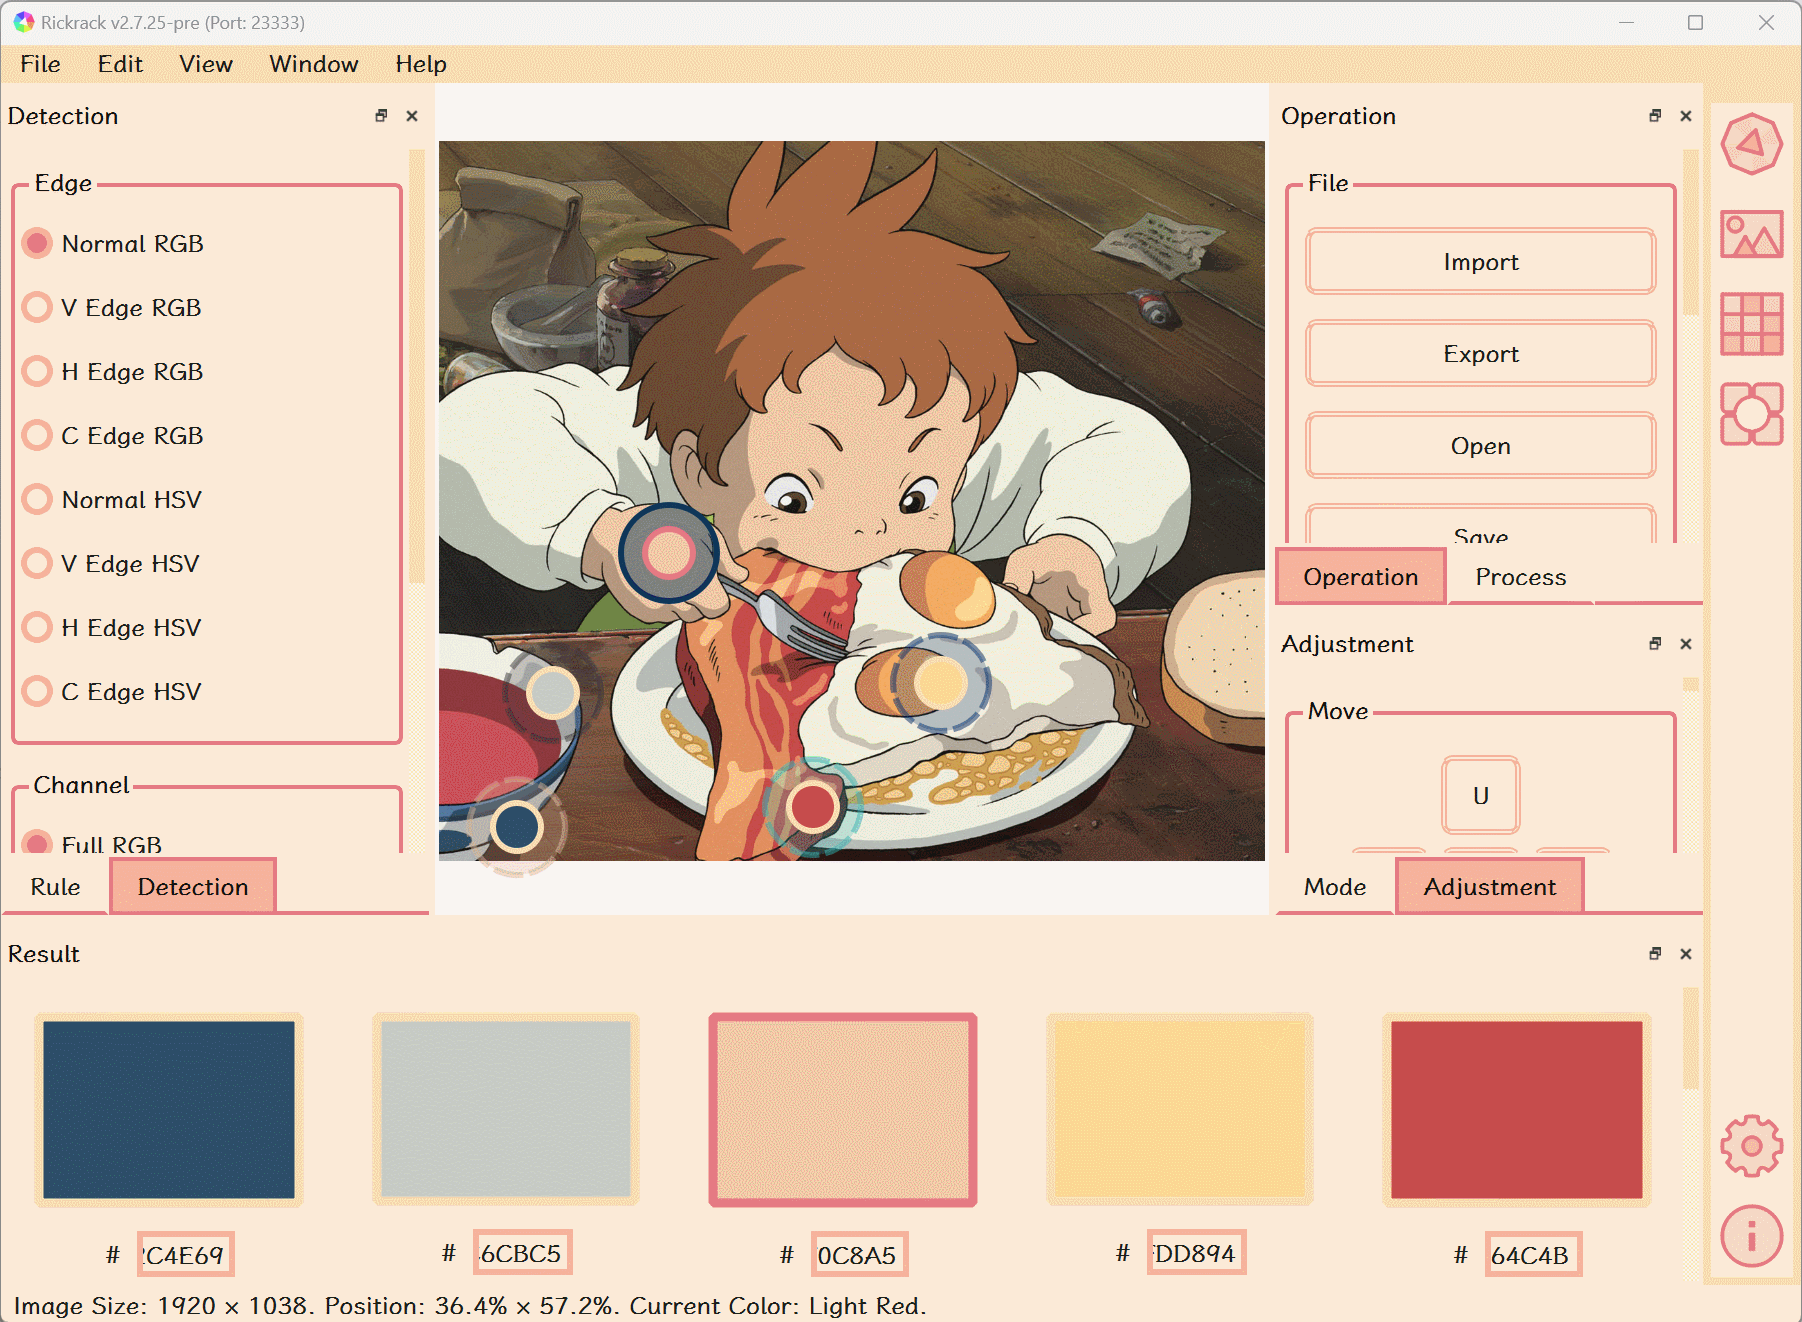 Rickrack v2.7.25-pre (Port: 23333)
File Edit View Window Help
Detection
Edge
Normal RGB
V Edge RGB
H Edge RGB
C Edge RGB
Normal HSV
V Edge HSV
H Edge HSV
C Edge HSV
Channel
Full RGB
Rule Detection
Operation
File
Import
Export
Open
Save
Operation Process
Adjustment
Move
U
Mode Adjustment
Result
# 2C4E69
# 6CBC5
# 0C8A5
# DD894
# 64C4B
Image Size: 1920 × 1038. Position: 36.4% × 57.2%. Current Color: Light Red.